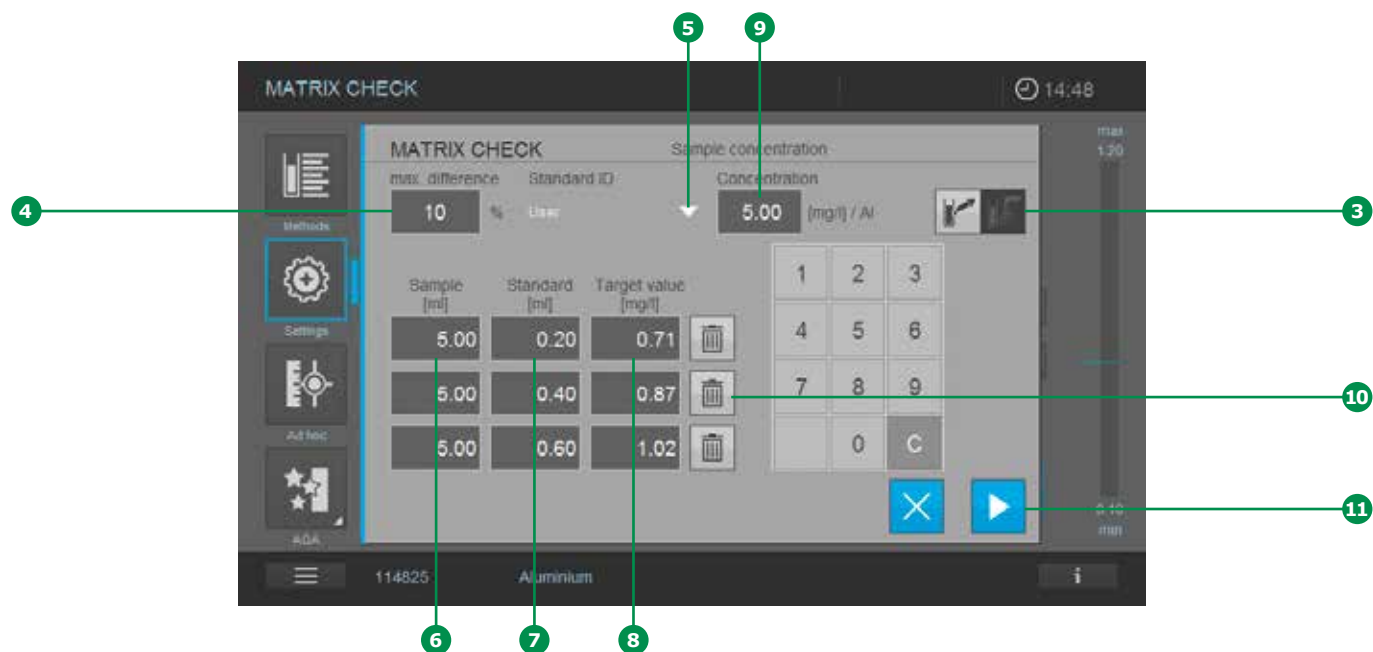 5 9
MATRIX CHECK 14:48
MATRIX CHECK Sample concentration
max. difference Standard ID Concentration
4 10 % User 5.00 [mg/l] / Al 3
max
1.20
Methods
1 2 3
Sample Standard Target value
[ml] [ml] [mg/l]
Settings
5.00 0.20 0.71 4 5 6
5.00 0.40 0.87 7 8 9 10
Ad hoc
5.00 0.60 1.02 0 C
11
0.10
min
AQA
114825 Aluminium i
6 7 8